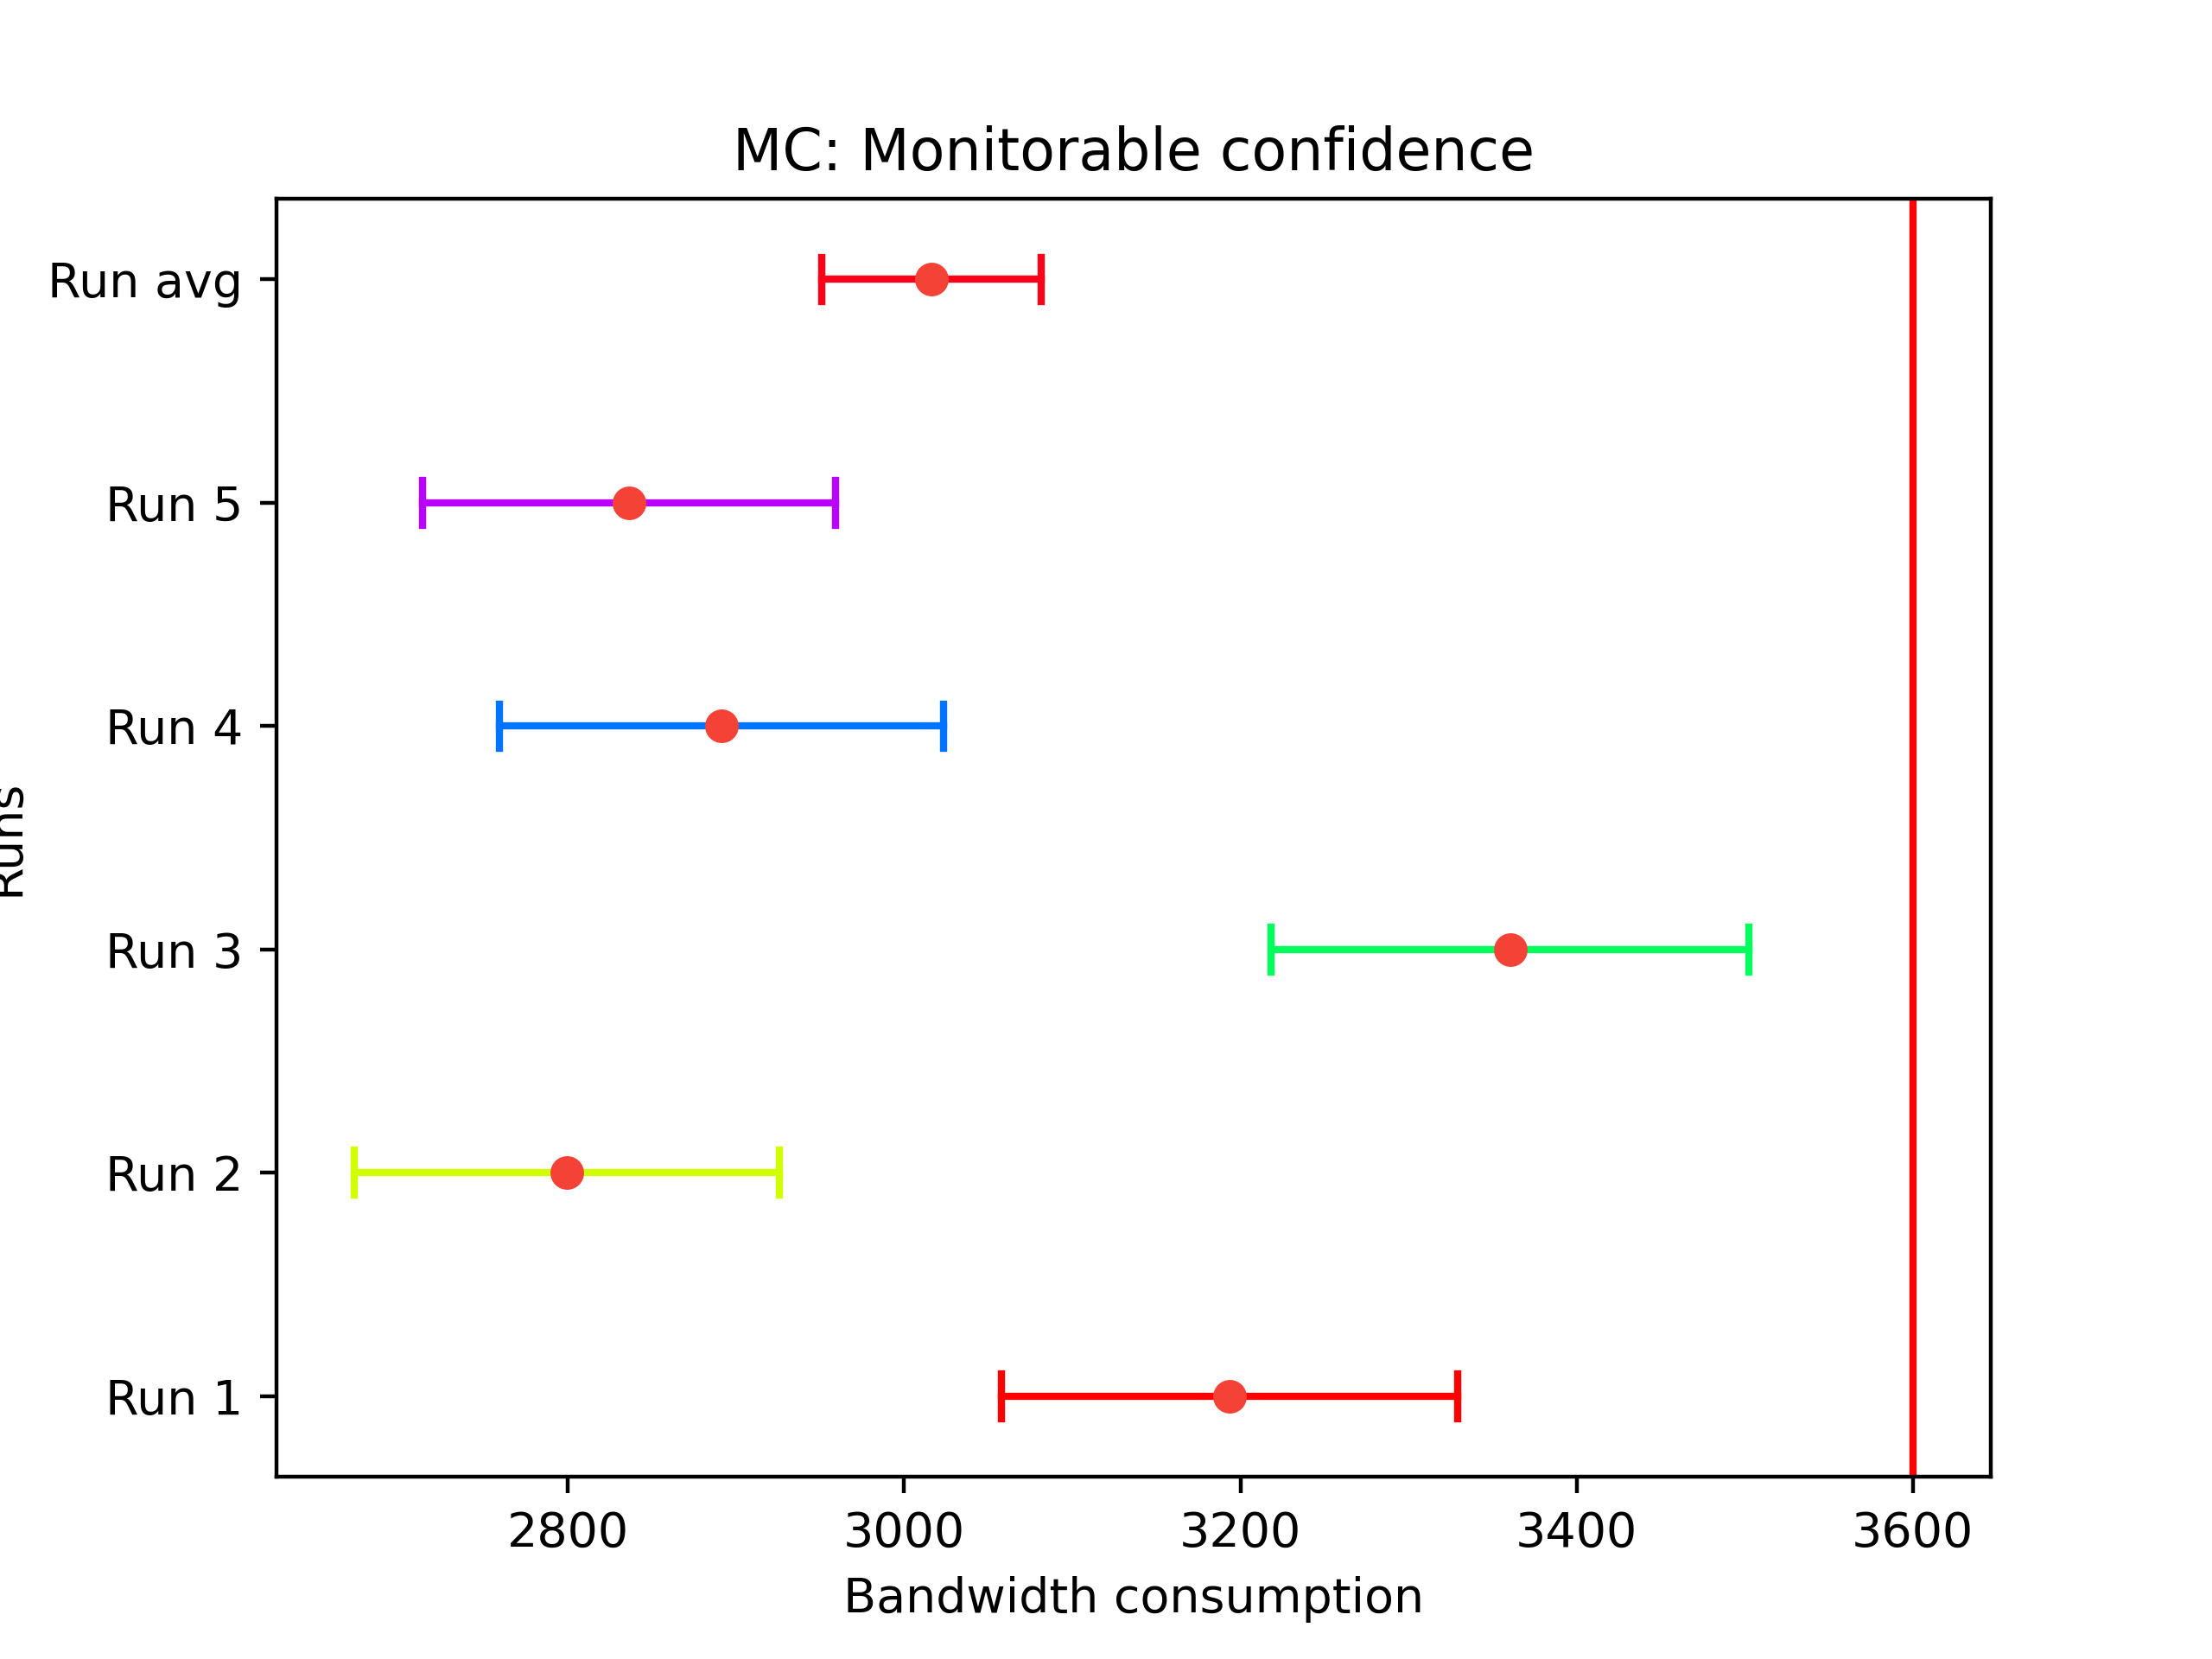 MC: Monitorable confidence
Run avg
Run 5
Run 4
Runs
Run 3
Run 2
Run 1
2800 3000 3200 3400 3600
Bandwidth consumption